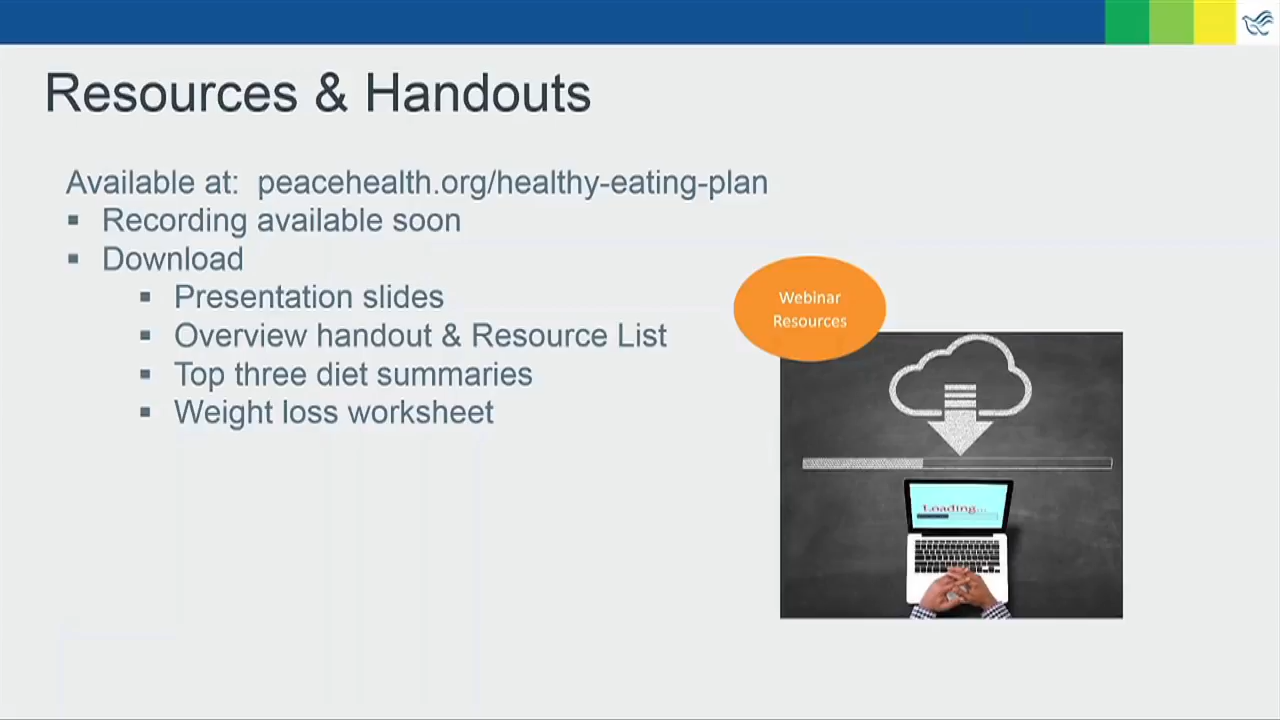 Resources & Handouts
Available at: peacehealth.org/healthy-eating-plan
▪ Recording available soon
▪ Download
▪ Presentation slides
▪ Overview handout & Resource List
▪ Top three diet summaries
▪ Weight loss worksheet
Webinar
Resources
Loading...